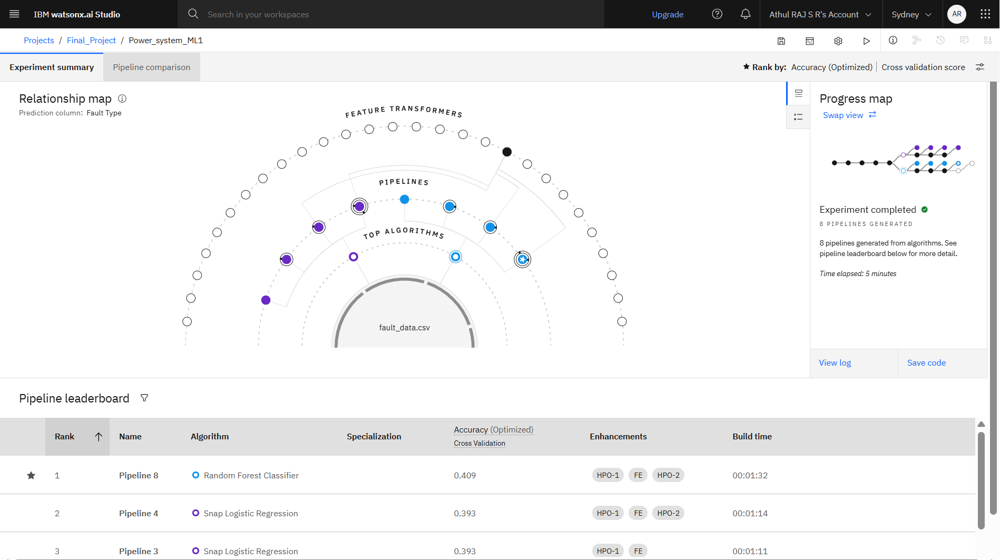 IBM watsonx.ai Studio
Search in your workspaces
Upgrade
Athul RAJ S R's Account
Sydney
AR
Projects / Final_Project / Power_system_ML1
Experiment summary
Pipeline comparison
Rank by: Accuracy (Optimized) | Cross validation score
Relationship map
Prediction column: Fault Type
FEATURE TRANSFORMERS
PIPELINES
TOP ALGORITHMS
fault_data.csv
Progress map
Swap view
Experiment completed
8 PIPELINES GENERATED
8 pipelines generated from algorithms. See
pipeline leaderboard below for more detail.
Time elapsed: 5 minutes
View log
Save code
Pipeline leaderboard
Rank Name Algorithm Specialization Accuracy (Optimized) Enhancements Build time
Cross Validation
1 Pipeline 8 Random Forest Classifier 0.409 HPO-1 FE HPO-2 00:01:32
2 Pipeline 4 Snap Logistic Regression 0.393 HPO-1 FE HPO-2 00:01:14
3 Pipeline 3 Snap Logistic Regression 0.393 HPO-1 FE 00:01:11